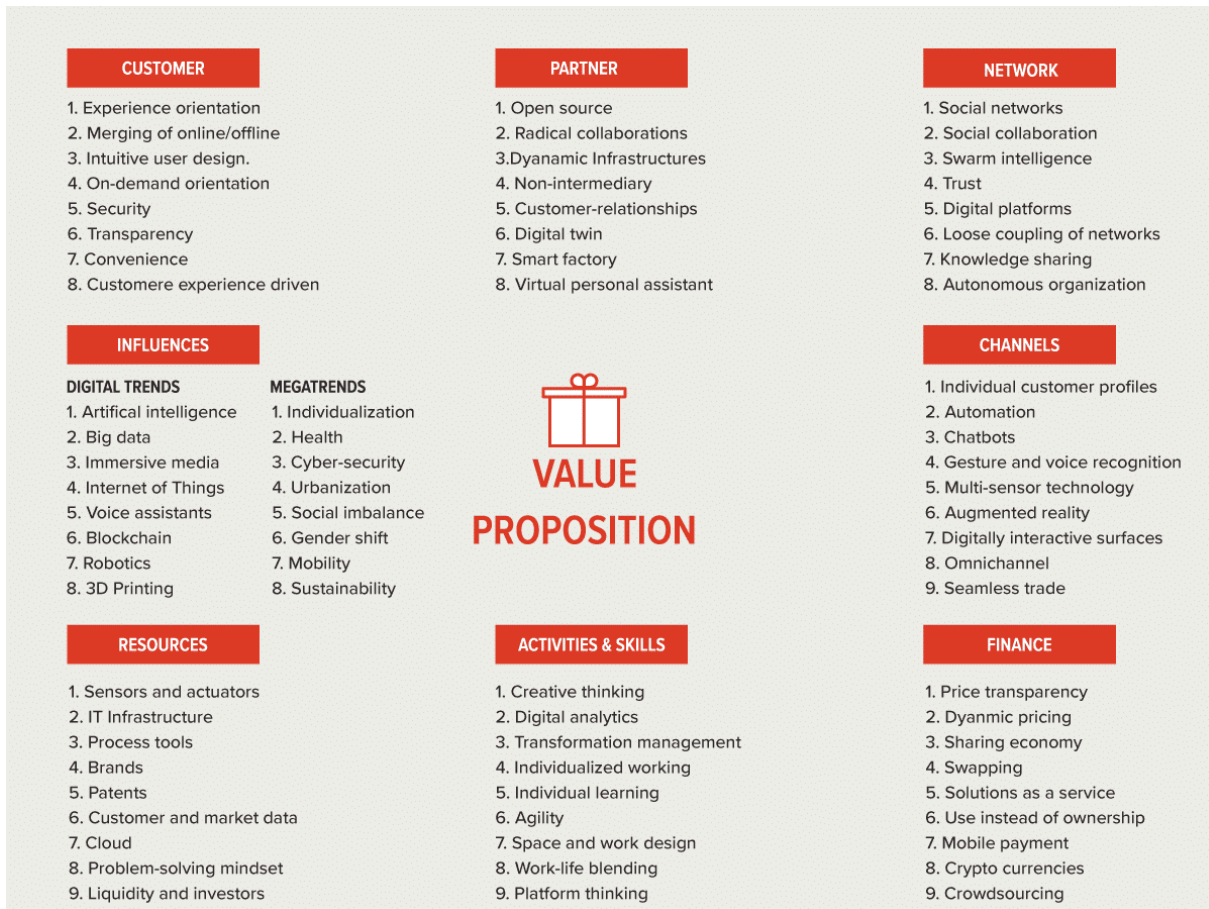 CUSTOMER
1. Experience orientation
2. Merging of online/offline
3. Intuitive user design.
4. On-demand orientation
5. Security
6. Transparency
7. Convenience
8. Customere experience driven
PARTNER
1. Open source
2. Radical collaborations
3.Dyanamic Infrastructures
4. Non-intermediary
5. Customer-relationships
6. Digital twin
7. Smart factory
8. Virtual personal assistant
NETWORK
1. Social networks
2. Social collaboration
3. Swarm intelligence
4. Trust
5. Digital platforms
6. Loose coupling of networks
7. Knowledge sharing
8. Autonomous organization
INFLUENCES
DIGITAL TRENDS
1. Artifical intelligence
2. Big data
3. Immersive media
4. Internet of Things
5. Voice assistants
6. Blockchain
7. Robotics
8. 3D Printing
MEGATRENDS
1. Individualization
2. Health
3. Cyber-security
4. Urbanization
5. Social imbalance
6. Gender shift
7. Mobility
8. Sustainability
VALUE
PROPOSITION
CHANNELS
1. Individual customer profiles
2. Automation
3. Chatbots
4. Gesture and voice recognition
5. Multi-sensor technology
6. Augmented reality
7. Digitally interactive surfaces
8. Omnichannel
9. Seamless trade
RESOURCES
1. Sensors and actuators
2. IT Infrastructure
3. Process tools
4. Brands
5. Patents
6. Customer and market data
7. Cloud
8. Problem-solving mindset
9. Liquidity and investors
ACTIVITIES & SKILLS
1. Creative thinking
2. Digital analytics
3. Transformation management
4. Individualized working
5. Individual learning
6. Agility
7. Space and work design
8. Work-life blending
9. Platform thinking
FINANCE
1. Price transparency
2. Dyanmic pricing
3. Sharing economy
4. Swapping
5. Solutions as a service
6. Use instead of ownership
7. Mobile payment
8. Crypto currencies
9. Crowdsourcing